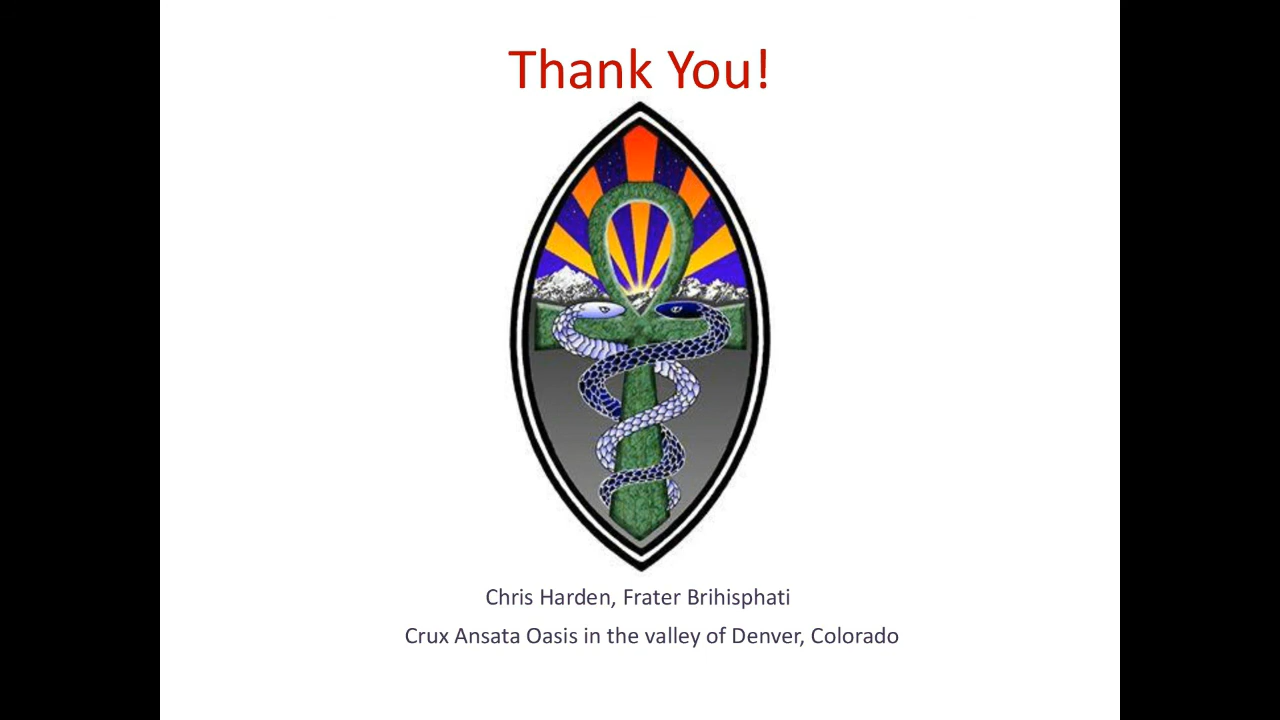 Thank You!
Chris Harden, Frater Brihisphati
Crux Ansata Oasis in the valley of Denver, Colorado